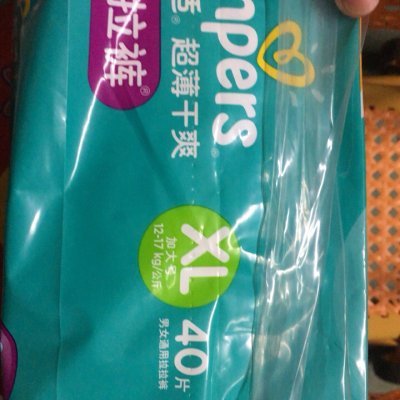 mpers®
超薄干爽
拉裤®
XL
加大号
12-17 kg/公斤
40片
男女通用拉拉裤